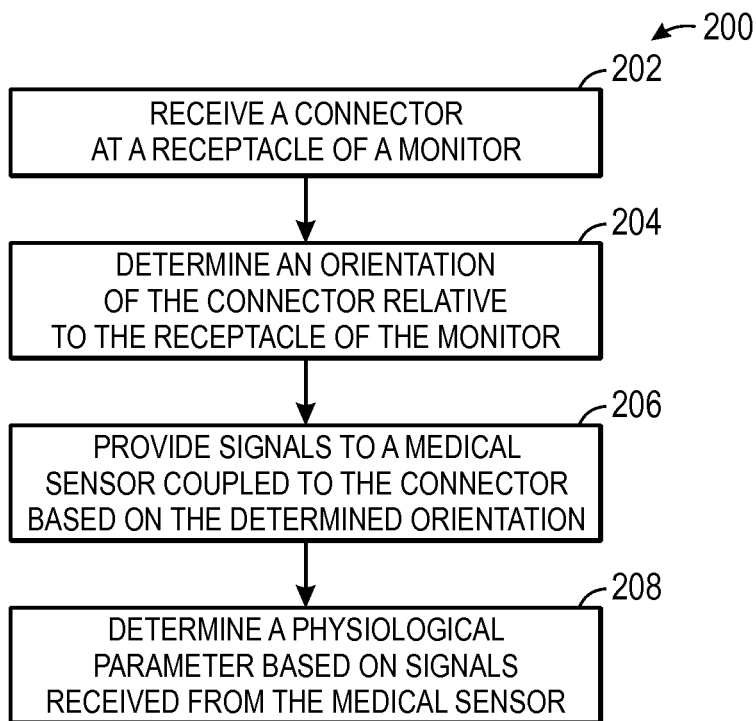 200
202
RECEIVE A CONNECTOR
AT A RECEPTACLE OF A MONITOR
204
DETERMINE AN ORIENTATION
OF THE CONNECTOR RELATIVE
TO THE RECEPTACLE OF THE MONITOR
206
PROVIDE SIGNALS TO A MEDICAL
SENSOR COUPLED TO THE CONNECTOR
BASED ON THE DETERMINED ORIENTATION
208
DETERMINE A PHYSIOLOGICAL
PARAMETER BASED ON SIGNALS
RECEIVED FROM THE MEDICAL SENSOR